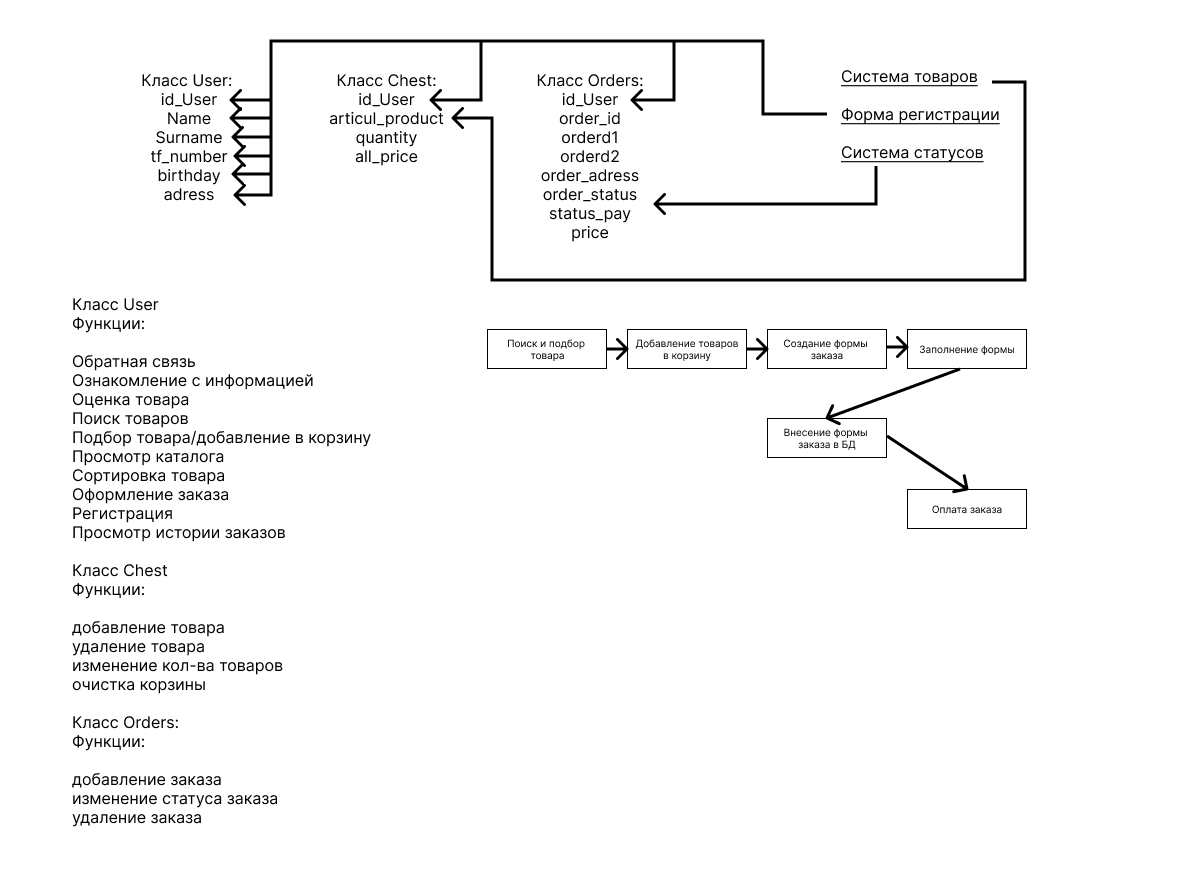 Класс User:
id_User
Name
Surname
tf_number
birthday
adress
Класс Chest:
id_User
articul_product
quantity
all_price
Класс Orders:
id_User
order_id
orderd1
orderd2
order_adress
order_status
status_pay
price
Система товаров
Форма регистрации
Система статусов
Класс User
Функции:
Обратная связь
Ознакомление с информацией
Оценка товара
Поиск товаров
Подбор товара/добавление в корзину
Просмотр каталога
Сортировка товара
Оформление заказа
Регистрация
Просмотр истории заказов
Класс Chest
Функции:
добавление товара
удаление товара
изменение кол-ва товаров
очистка корзины
Класс Orders:
Функции:
добавление заказа
изменение статуса заказа
удаление заказа
Поиск и подбор
товара
Добавление товаров
в корзину
Создание формы
заказа
Заполнение формы
Внесение формы
заказа в БД
Оплата заказа